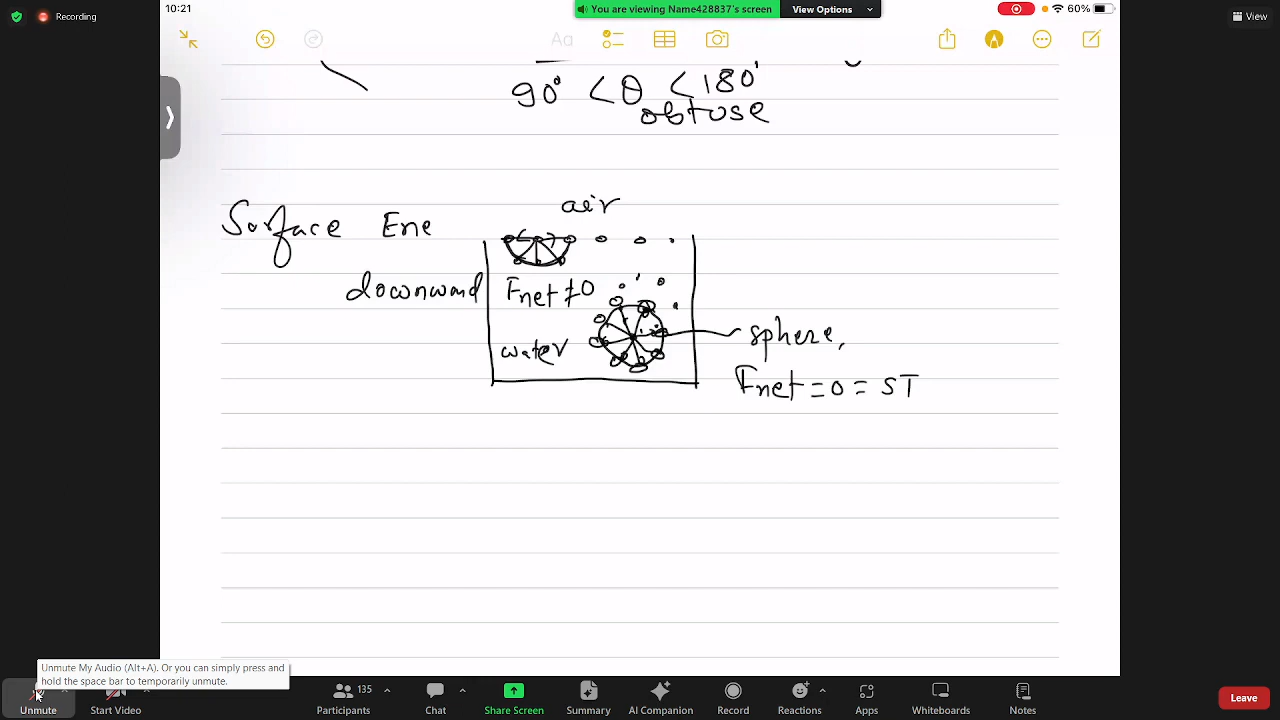 10:21
You are viewing Name428837's screen
View Options
60%
Recording
View
Aa
90° < θ < 180°
obtuse
air
Surface Ene
downward
Fnet ≠ 0
water
sphere,
Fnet = 0 = ST
Unmute My Audio (Alt+A). Or you can simply press and
hold the space bar to temporarily unmute.
Unmute
Start Video
135
Participants
Chat
Share Screen
Summary
AI Companion
Record
Reactions
Apps
Whiteboards
Notes
Leave